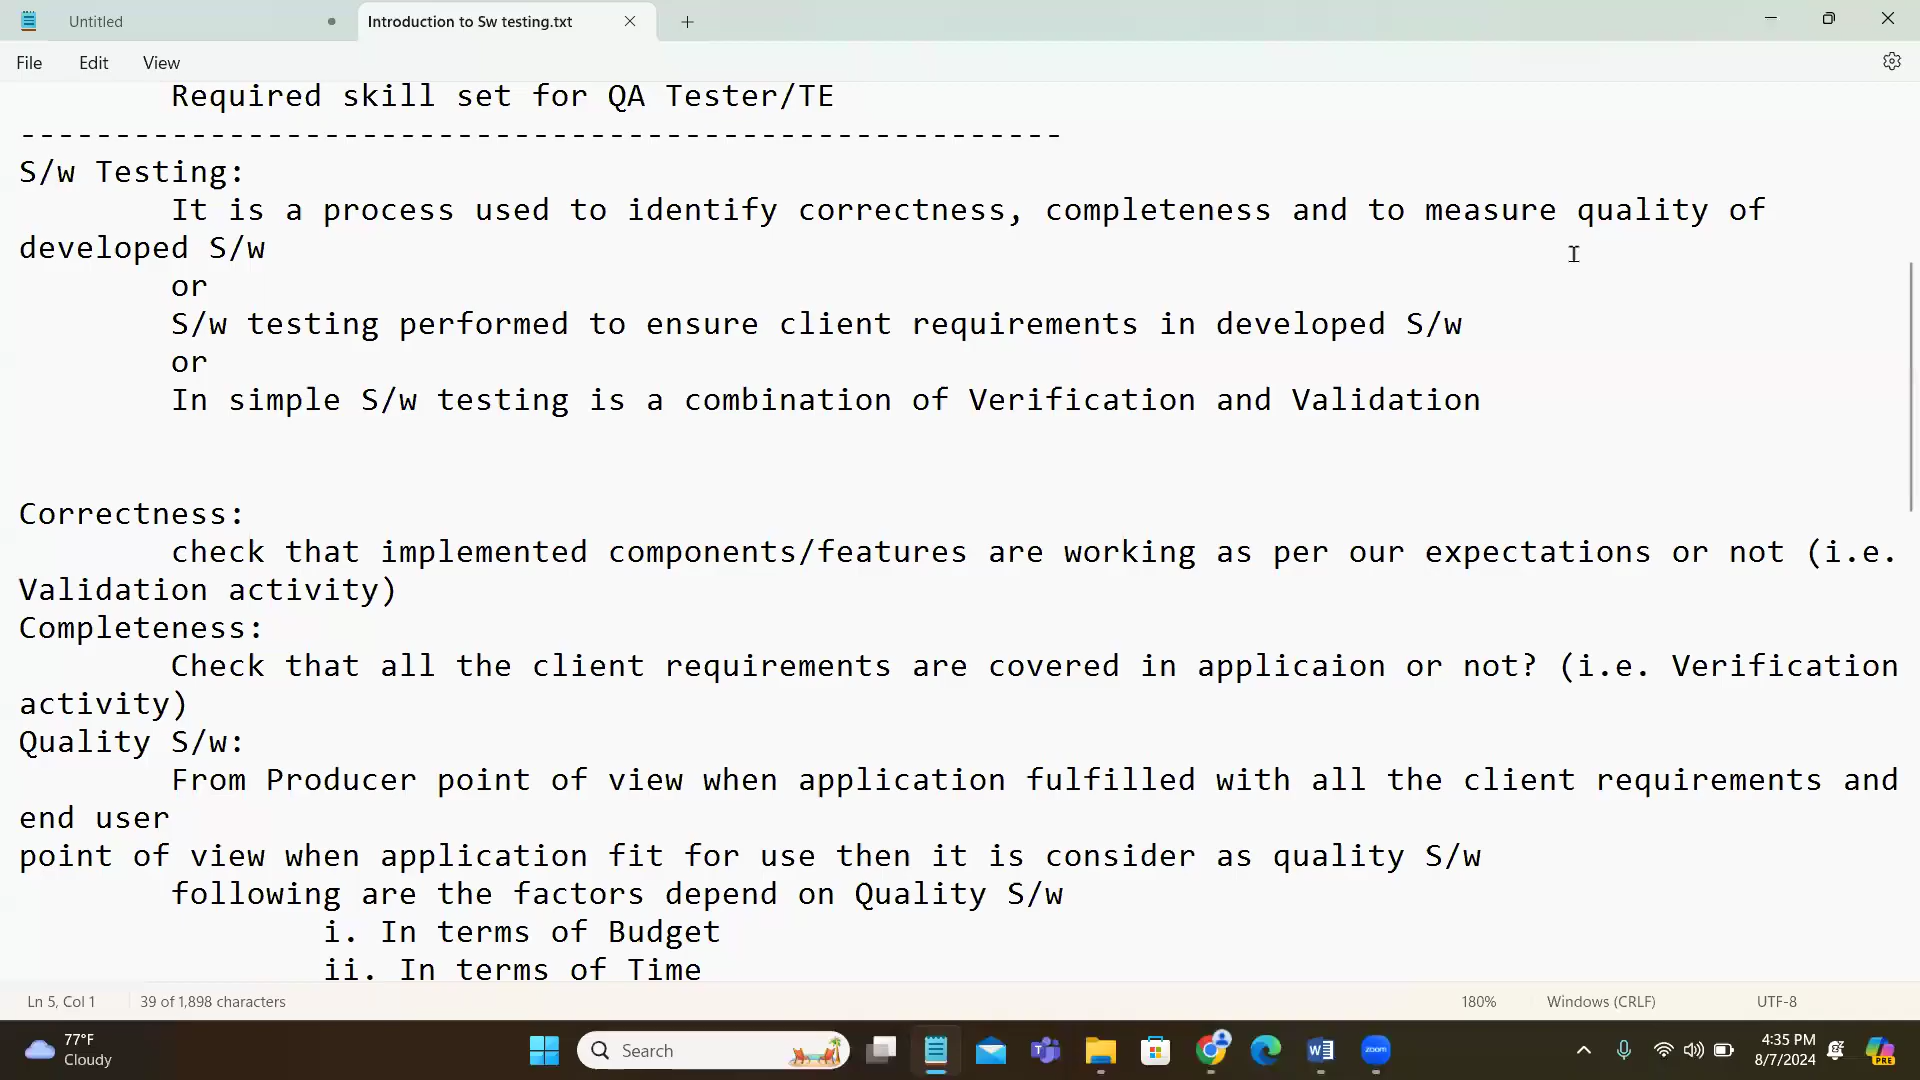 Untitled
Introduction to Sw testing.txt
File Edit View
Required skill set for QA Tester/TE
-------------------------------------------------------
S/w Testing:
It is a process used to identify correctness, completeness and to measure quality of
developed S/w
or
S/w testing performed to ensure client requirements in developed S/w
or
In simple S/w testing is a combination of Verification and Validation
Correctness:
check that implemented components/features are working as per our expectations or not (i.e.
Validation activity)
Completeness:
Check that all the client requirements are covered in applicaion or not? (i.e. Verification
activity)
Quality S/w:
From Producer point of view when application fulfilled with all the client requirements and
end user
point of view when application fit for use then it is consider as quality S/w
following are the factors depend on Quality S/w
i. In terms of Budget
ii. In terms of Time
Ln 5, Col 1 39 of 1,898 characters 180% Windows (CRLF) UTF-8
77°F
Cloudy
Search
zoom
4:35 PM
8/7/2024
PRE